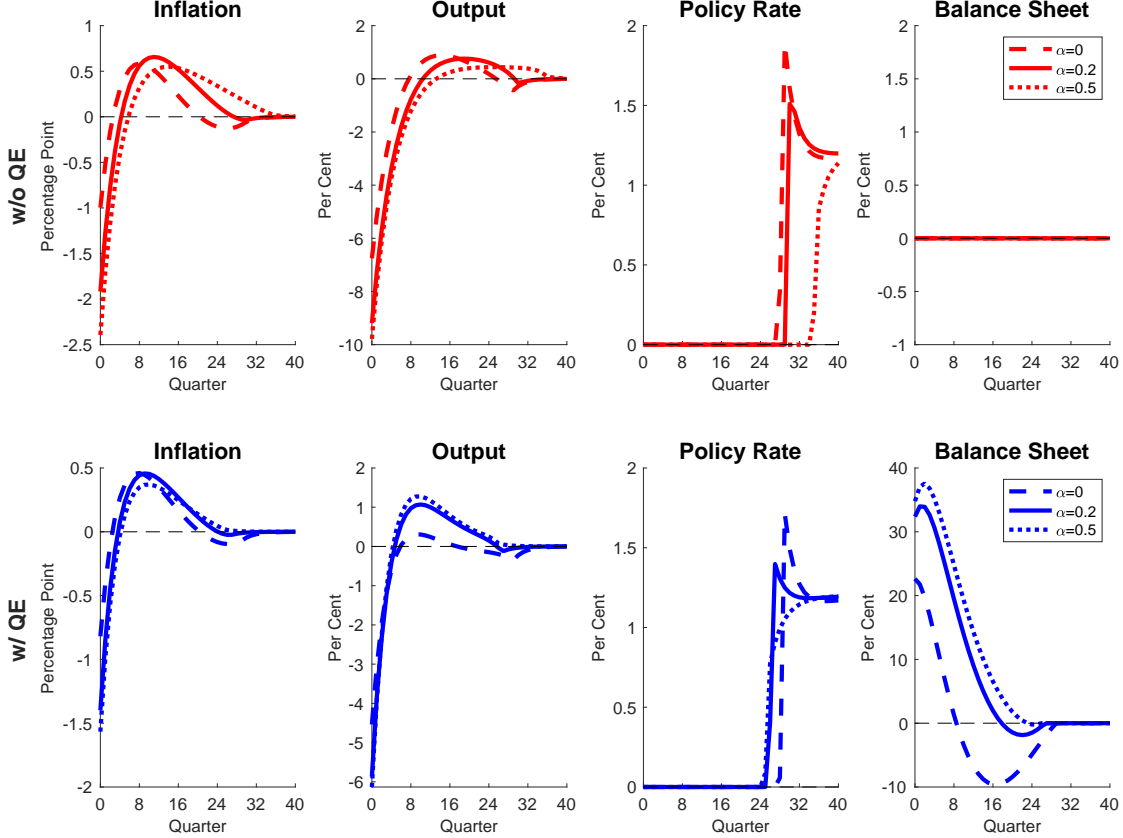 Inflation
Output
Policy Rate
Balance Sheet
w/o QE
Percentage Point
1
0.5
0
-0.5
-1
-1.5
-2
-2.5
0 8 16 24 32 40
Quarter
Per Cent
2
0
-2
-4
-6
-8
-10
0 8 16 24 32 40
Quarter
Per Cent
2
1.5
1
0.5
0
0 8 16 24 32 40
Quarter
Per Cent
2
1.5
1
0.5
0
-0.5
-1
0 8 16 24 32 40
Quarter
α=0
α=0.2
α=0.5
Inflation
Output
Policy Rate
Balance Sheet
w/ QE
Percentage Point
0.5
0
-0.5
-1
-1.5
-2
0 8 16 24 32 40
Quarter
Per Cent
2
1
0
-1
-2
-3
-4
-5
-6
0 8 16 24 32 40
Quarter
Per Cent
2
1.5
1
0.5
0
0 8 16 24 32 40
Quarter
Per Cent
40
30
20
10
0
-10
0 8 16 24 32 40
Quarter
α=0
α=0.2
α=0.5